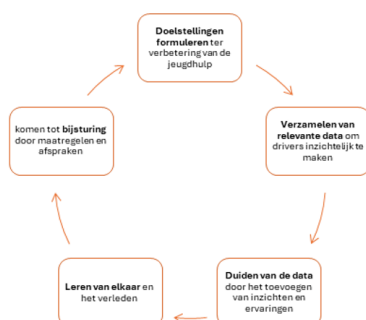 Doelstellingen
formuleren ter
verbetering van de
jeugdhulp
Verzamelen van
relevante data om
drivers inzichtelijk te
maken
Duiden van de data
door het toevoegen
van inzichten en
ervaringen
Leren van elkaar en
het verleden
komen tot bijsturing
door maatregelen en
afspraken